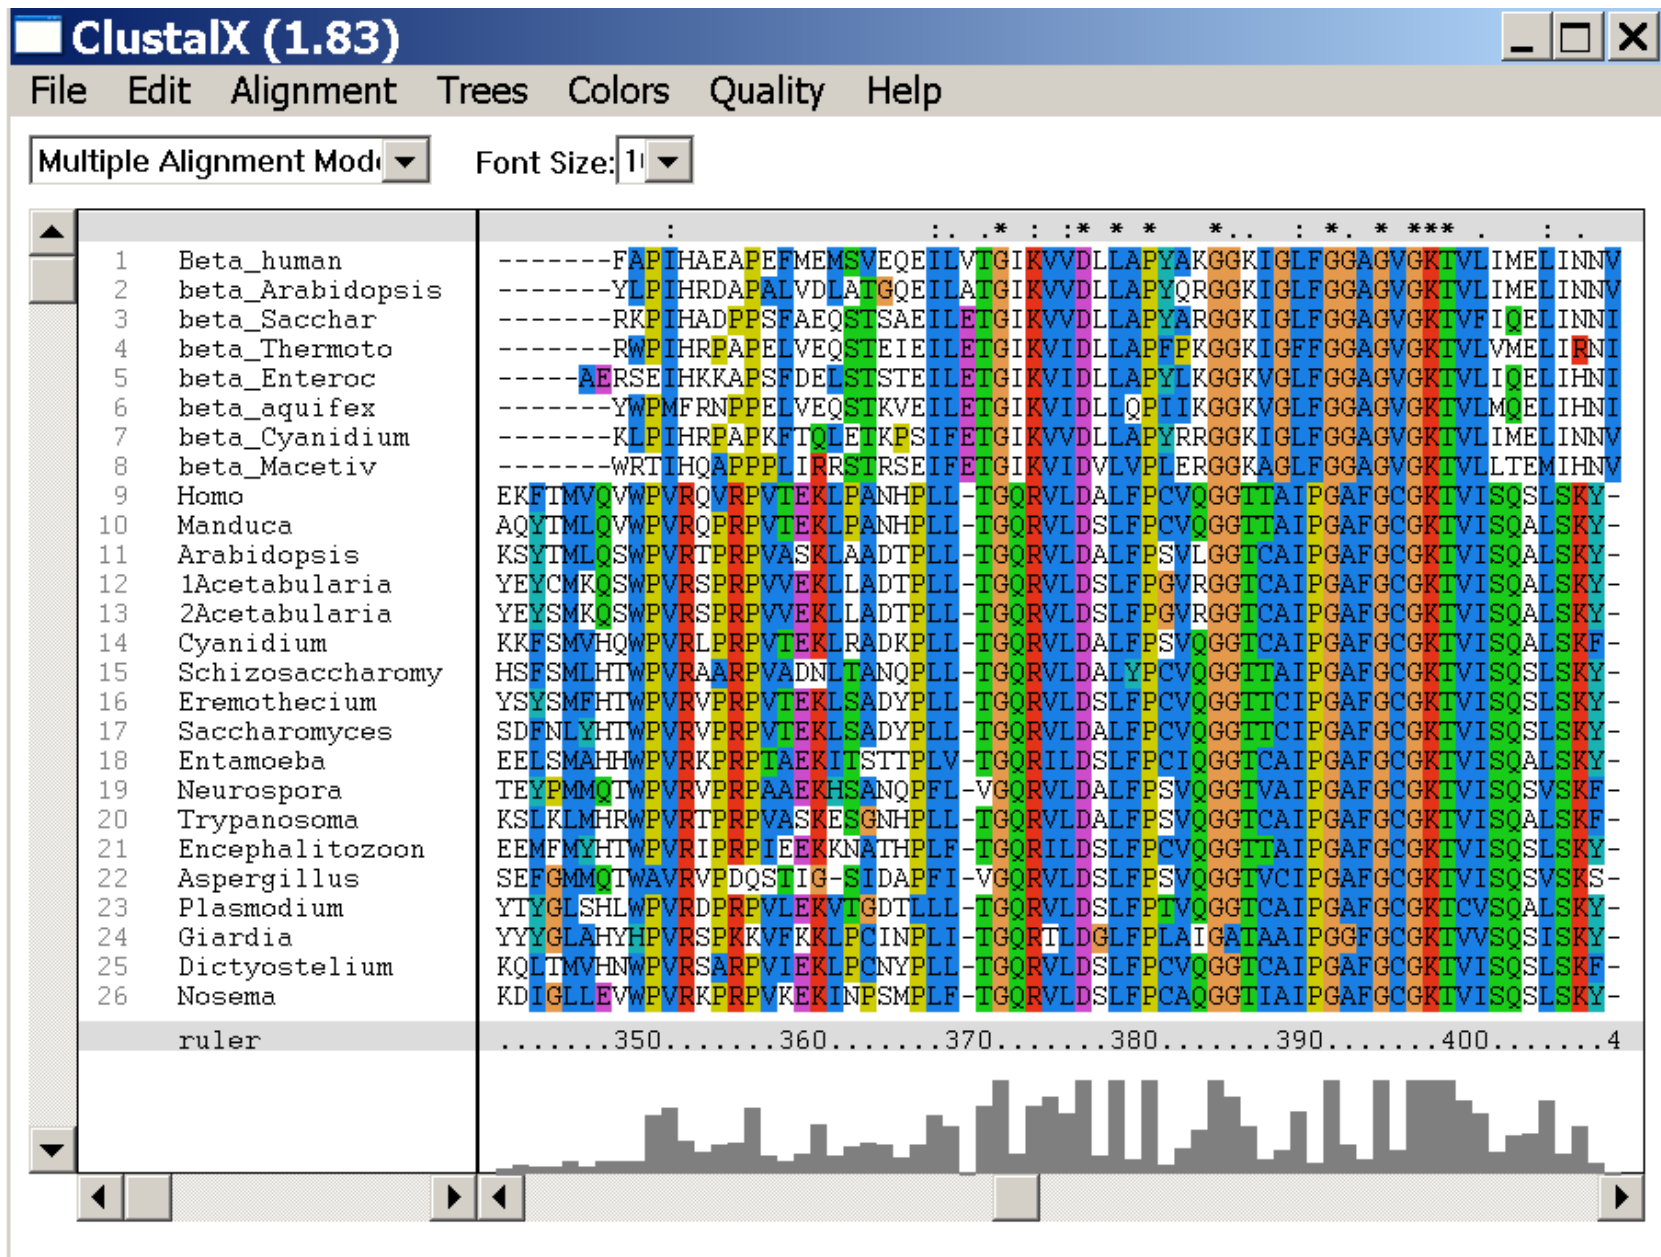 ClustalX (1.83)
File Edit Alignment Trees Colors Quality Help
Multiple Alignment Mod Font Size: 1
: :. .* : :* * * *.. : *. * *** . : .
1 Beta_human -------FAPIHAEAPEFMEMSVEQEILVTGIKVVDLLAPYAKGGKIGLFGGAGVGKTVLIMELINNV
2 beta_Arabidopsis -------YLPIHRDAPALVDLATGQEILATGIKVVDLLAPYQRGGKIGLFGGAGVGKTVLIMELINNV
3 beta_Sacchar -------RKPIHADPPSFAEQSTSAEILETGIKVVDLLAPYARGGKIGLFGGAGVGKTVFIQELINNI
4 beta_Thermoto -------RWPIHRPAPELVEQSTEIEILETGIKVIDLLAPFPKGGKIGFFGGAGVGKTVLVMELIRNI
5 beta_Enteroc -----AERSEIHKKAPSFDELSTSTEILETGIKVIDLLAPYLKGGKVGLFGGAGVGKTVLIQELIHNI
6 beta_aquifex -------YWPMFRNPPELVEQSTKVEILETGIKVIDLLQPIIKGGKVGLFGGAGVGKTVLMQELIHNI
7 beta_Cyanidium -------KLPIHRPAPKFTQLETKPSIFETGIKVVDLLAPYRRGGKIGLFGGAGVGKTVLIMELINNV
8 beta_Macetiv -------WRTIHQAPPPLIRRSTRSEIFETGIKVIDVLVPLERGGKAGLFGGAGVGKTVLLTEMIHNV
9 Homo EKFTMVQVWPVRQVRPVTEKLPANHPLL-TGQRVLDALFPCVQGGTTAIPGAFGCGKTVISQSLSKY-
10 Manduca AQYTMLQVWPVRQPRPVTEKLPANHPLL-TGQRVLDSLFPCVQGGTTAIPGAFGCGKTVISQALSKY-
11 Arabidopsis KSYTMLQSWPVRTPRPVASKLAADTPLL-TGQRVLDALFPSVLGGTCAIPGAFGCGKTVISQALSKY-
12 1Acetabularia YEYCMKQSWPVRSPRPVVEKLLADTPLL-TGQRVLDSLFPGVRGGTCAIPGAFGCGKTVISQALSKY-
13 2Acetabularia YEYSMKQSWPVRSPRPVVEKLLADTPLL-TGQRVLDSLFPGVRGGTCAIPGAFGCGKTVISQALSKY-
14 Cyanidium KKFSMVHQWPVRLPRPVTEKLRADKPLL-TGQRVLDALFPSVQGGTCAIPGAFGCGKTVISQALSKF-
15 Schizosaccharomy HSFSMLHTWPVRAARPVADNLTANQPLL-TGQRVLDALYPCVQGGTTAIPGAFGCGKTVISQALSKY-
16 Eremothecium YSYSMFHTWPVRVPRPVTEKLSADYPLL-TGQRVLDSLFPCVQGGTTCIPGAFGCGKTVISQSLSKY-
17 Saccharomyces SDFNLYHTWPVRVPRPVTEKLSADYPLL-TGQRVLDALFPCVQGGTTCIPGAFGCGKTVISQSLSKY-
18 Entamoeba EELSMAHHWPVRKPRPTAEKITSTTPLV-TGQRILDSLFPCIQGGTCAIPGAFGCGKTVISQALSKY-
19 Neurospora TEYPMMQTWPVRVPRPAAEKHSANQPFL-VGQRVLDALFPSVQGGTVAIPGAFGCGKTVISQSVSKF-
20 Trypanosoma KSLKLMHRWPVRTPRPVASKESGNHPLL-TGQRVLDALFPSVQGGTCAIPGAFGCGKTVISQALSKF-
21 Encephalitozoon EEMFMYHTWPVRIPRPIEEKKNATHPLF-TGQRILDSLFPCVQGGTTAIPGAFGCGKTVISQSLSKY-
22 Aspergillus SEFGMMQTWAVRVPDQSTIG-SIDAPFI-VGQRVLDSLFPSVQGGTVCIPGAFGCGKTVISQSVSKS-
23 Plasmodium YTYGLSHLWPVRDPRPVLEKVTGDTLLL-TGQRVLDSLFPTVQGGTCAIPGAFGCGKTCVSQALSKY-
24 Giardia YYYGLAHYHPVRSPKKVFKKLPCINPLI-TGQRTLDGLFPLAIGATAAIPGGFGCGKTVVSQSISKY-
25 Dictyostelium KQLTMVHNWPVRSARPVIEKLPCNYPLL-TGQRVLDSLFPCVQGGTCAIPGAFGCGKTVISQSLSKF-
26 Nosema KDIGLLEVWPVRKPRPVKEKINPSMPLF-TGQRVLDSLFPCAQGGTIAIPGAFGCGKTVISQSLSKY-
ruler .......350.......360.......370.......380.......390.......400.......4